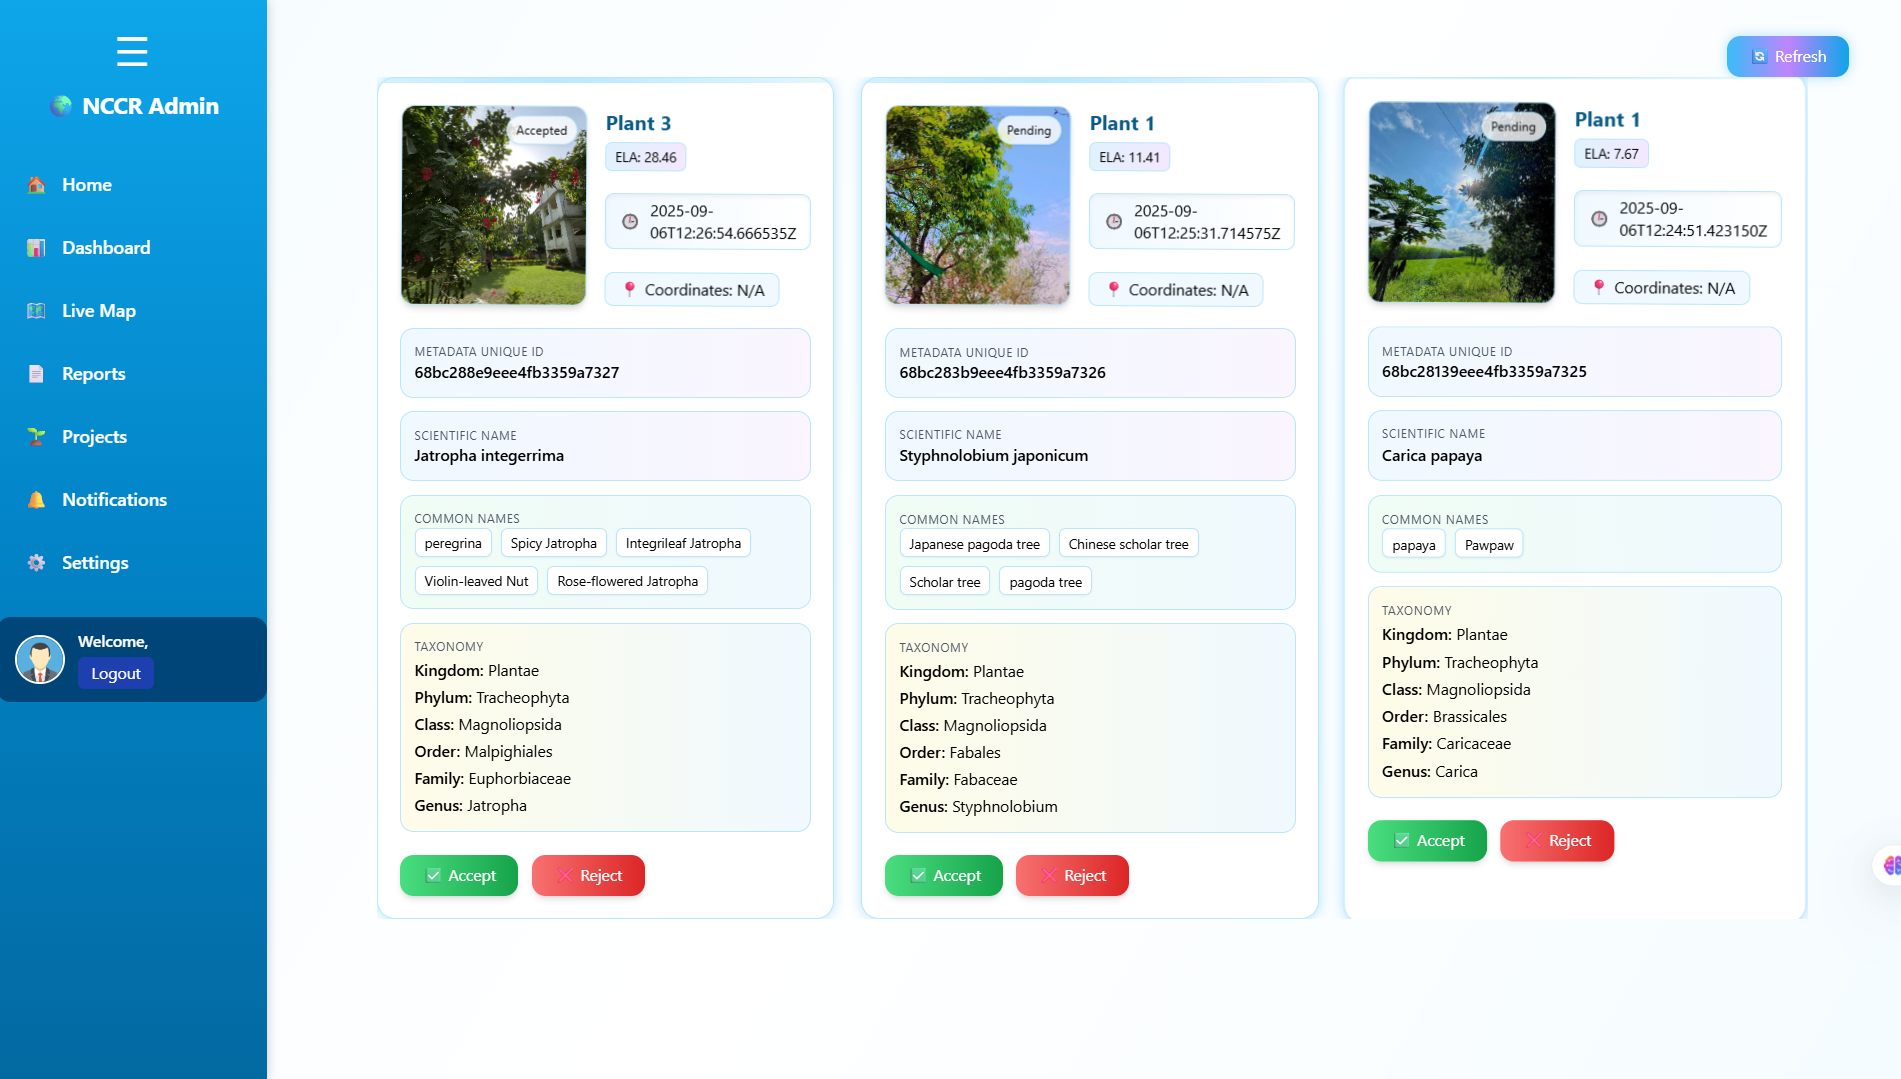 NCCR Admin
Home
Dashboard
Live Map
Reports
Projects
Notifications
Settings
Welcome,
Logout
Refresh
Accepted
Plant 3
ELA: 28.46
2025-09-
06T12:26:54.666535Z
Coordinates: N/A
METADATA UNIQUE ID
68bc288e9eee4fb3359a7327
SCIENTIFIC NAME
Jatropha integerrima
COMMON NAMES
peregrina Spicy Jatropha Integrileaf Jatropha
Violin-leaved Nut Rose-flowered Jatropha
TAXONOMY
Kingdom: Plantae
Phylum: Tracheophyta
Class: Magnoliopsida
Order: Malpighiales
Family: Euphorbiaceae
Genus: Jatropha
Accept Reject
Pending
Plant 1
ELA: 11.41
2025-09-
06T12:25:31.714575Z
Coordinates: N/A
METADATA UNIQUE ID
68bc283b9eee4fb3359a7326
SCIENTIFIC NAME
Styphnolobium japonicum
COMMON NAMES
Japanese pagoda tree Chinese scholar tree
Scholar tree pagoda tree
TAXONOMY
Kingdom: Plantae
Phylum: Tracheophyta
Class: Magnoliopsida
Order: Fabales
Family: Fabaceae
Genus: Styphnolobium
Accept Reject
Pending
Plant 1
ELA: 7.67
2025-09-
06T12:24:51.423150Z
Coordinates: N/A
METADATA UNIQUE ID
68bc28139eee4fb3359a7325
SCIENTIFIC NAME
Carica papaya
COMMON NAMES
papaya Pawpaw
TAXONOMY
Kingdom: Plantae
Phylum: Tracheophyta
Class: Magnoliopsida
Order: Brassicales
Family: Caricaceae
Genus: Carica
Accept Reject